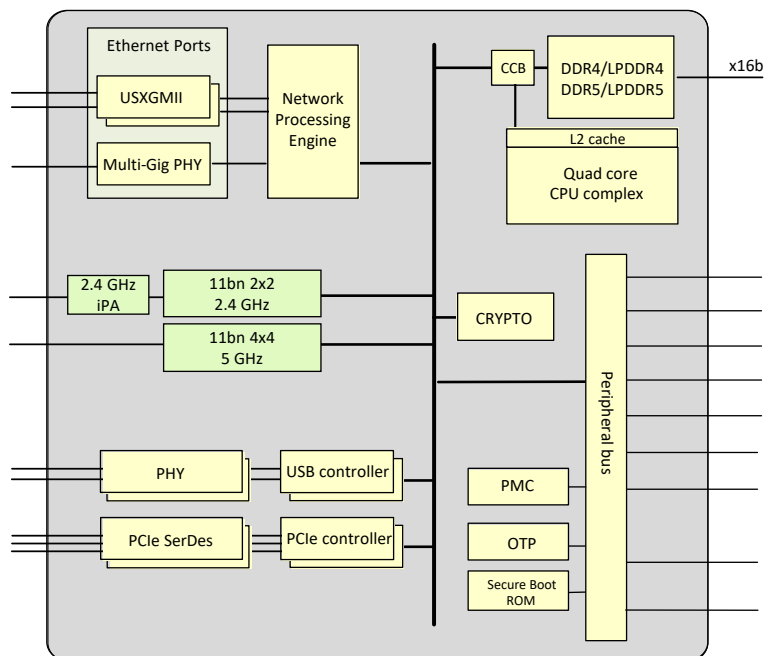 Ethernet Ports
USXGMII
Multi-Gig PHY
Network
Processing
Engine
CCB
DDR4/LPDDR4
DDR5/LPDDR5
x16b
L2 cache
Quad core
CPU complex
2.4 GHz
iPA
11bn 2x2
2.4 GHz
11bn 4x4
5 GHz
CRYPTO
Peripheral bus
PHY
USB controller
PMC
PCIe SerDes
PCIe controller
OTP
Secure Boot
ROM